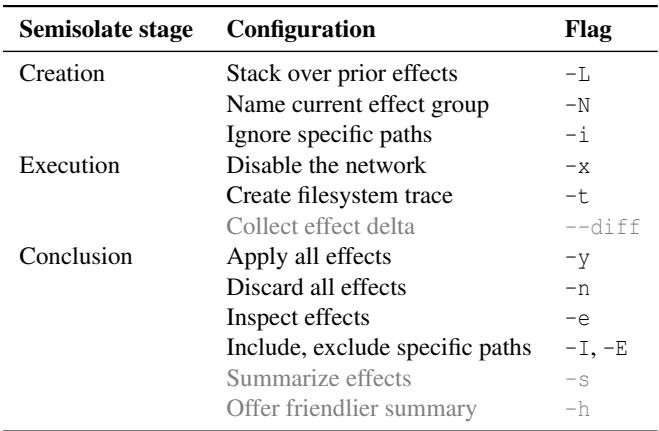 Semisolate stage Configuration Flag
Creation Stack over prior effects -L
Name current effect group -N
Ignore specific paths -i
Execution Disable the network -x
Create filesystem trace -t
Collect effect delta --diff
Conclusion Apply all effects -y
Discard all effects -n
Inspect effects -e
Include, exclude specific paths -I, -E
Summarize effects -s
Offer friendlier summary -h